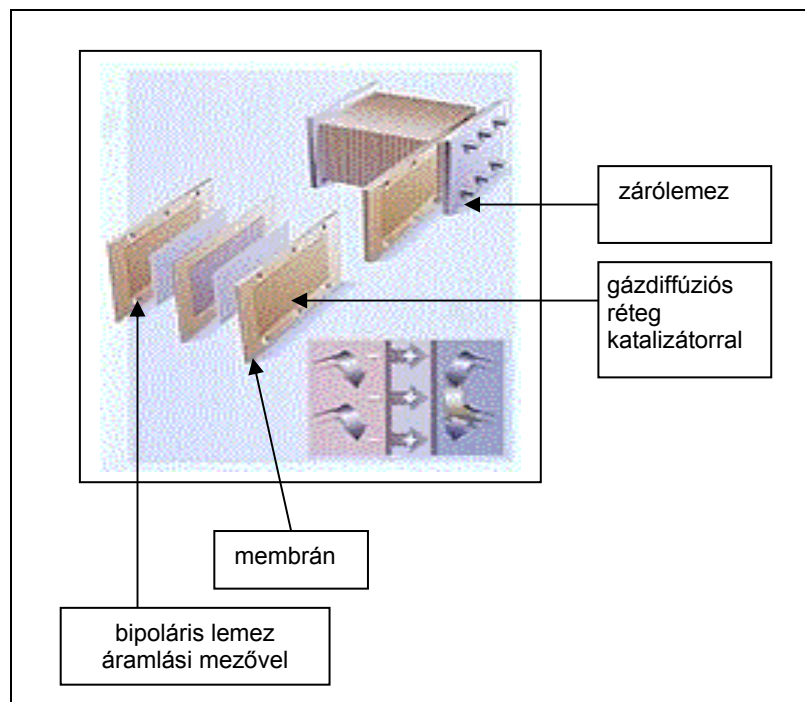 zárólemez
gázdiffúziós
réteg
katalizátorral
membrán
bipoláris lemez
áramlási mezővel